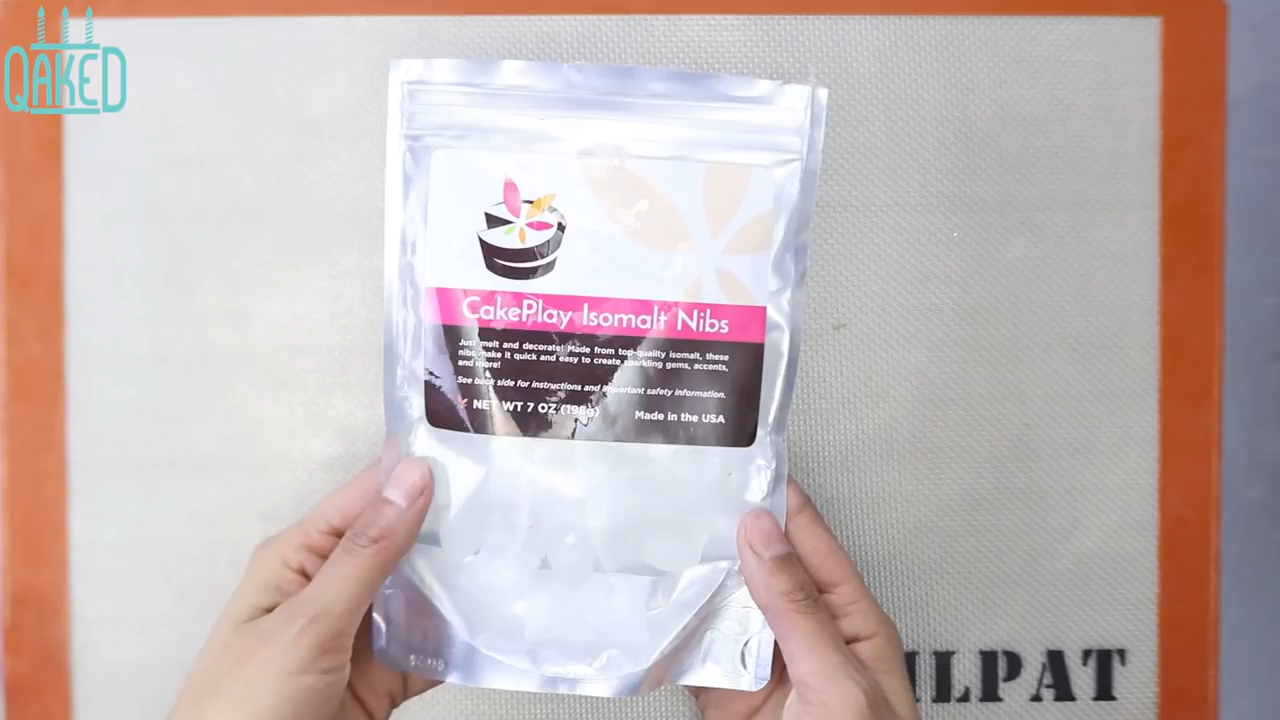 QAKED
CakePlay Isomalt Nibs
Just melt and decorate! Made from top-quality isomalt, these
nibs make it quick and easy to create sparkling gems, accents,
and more!
See back side for instructions and important safety information.
NET WT 7 OZ (198g)
Made in the USA
ILPAT